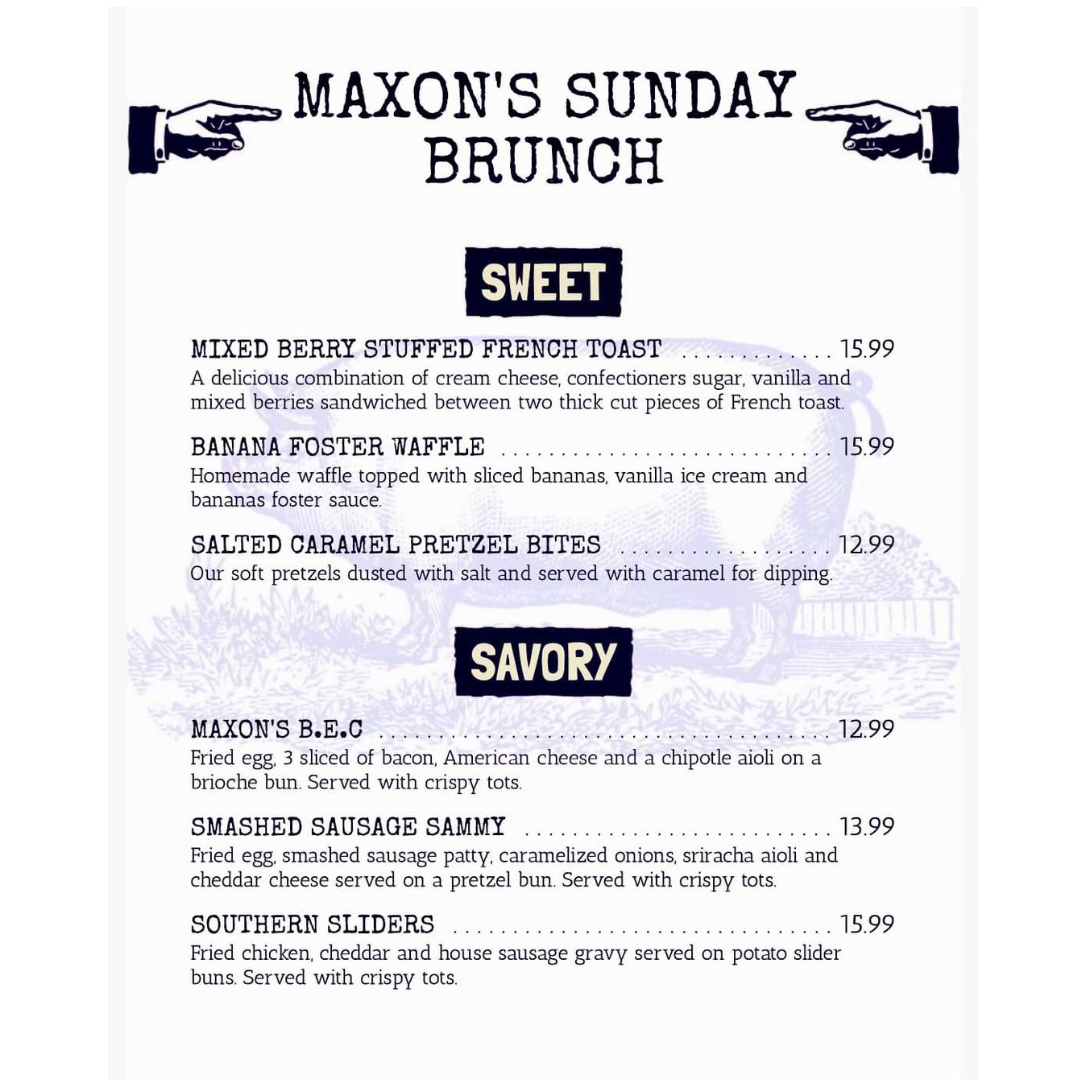 MAXON'S SUNDAY
BRUNCH
SWEET
MIXED BERRY STUFFED FRENCH TOAST ............. 15.99
A delicious combination of cream cheese, confectioners sugar, vanilla and
mixed berries sandwiched between two thick cut pieces of French toast.
BANANA FOSTER WAFFLE ............................ 15.99
Homemade waffle topped with sliced bananas, vanilla ice cream and
bananas foster sauce.
SALTED CARAMEL PRETZEL BITES .................. 12.99
Our soft pretzels dusted with salt and served with caramel for dipping.
SAVORY
MAXON'S B.E.C ...................................... 12.99
Fried egg, 3 sliced of bacon, American cheese and a chipotle aioli on a
brioche bun. Served with crispy tots.
SMASHED SAUSAGE SAMMY .......................... 13.99
Fried egg, smashed sausage patty, caramelized onions, sriracha aioli and
cheddar cheese served on a pretzel bun. Served with crispy tots.
SOUTHERN SLIDERS ................................ 15.99
Fried chicken, cheddar and house sausage gravy served on potato slider
buns. Served with crispy tots.